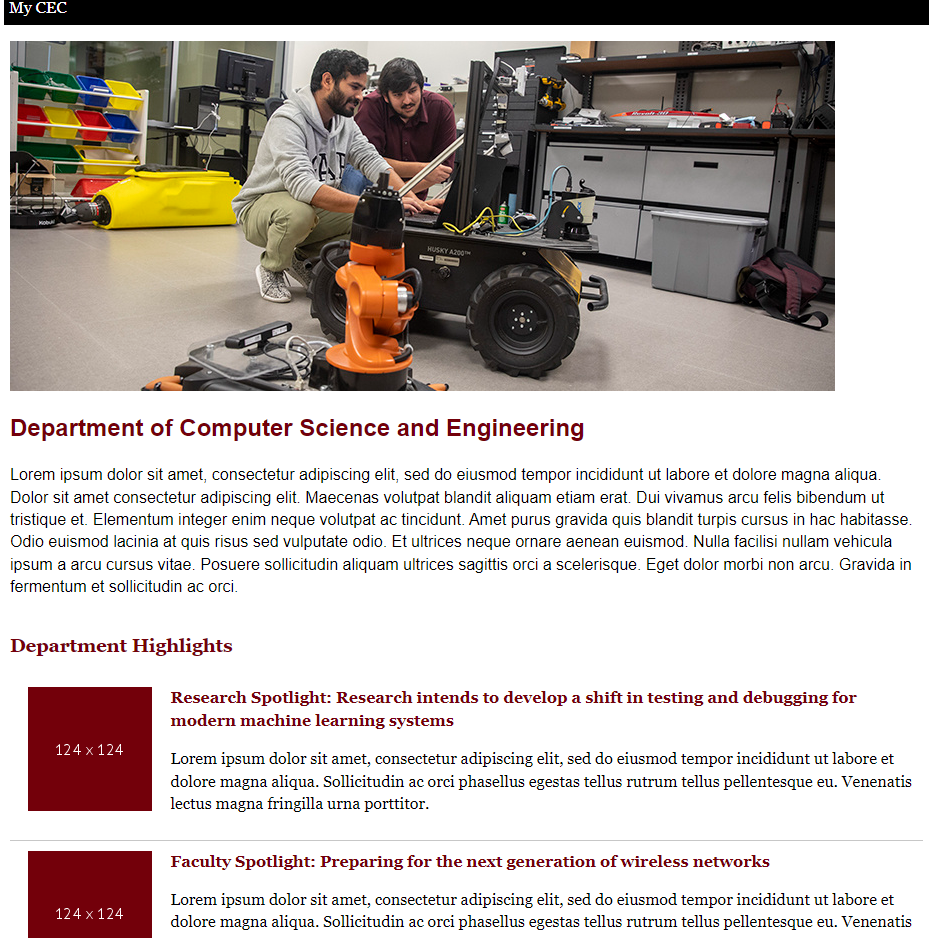 My CEC
HUSKY A200™
Department of Computer Science and Engineering
Lorem ipsum dolor sit amet, consectetur adipiscing elit, sed do eiusmod tempor incididunt ut labore et dolore magna aliqua.
Dolor sit amet consectetur adipiscing elit. Maecenas volutpat blandit aliquam etiam erat. Dui vivamus arcu felis bibendum ut
tristique et. Elementum integer enim neque volutpat ac tincidunt. Amet purus gravida quis blandit turpis cursus in hac habitasse.
Odio euismod lacinia at quis risus sed vulputate odio. Et ultrices neque ornare aenean euismod. Nulla facilisi nullam vehicula
ipsum a arcu cursus vitae. Posuere sollicitudin aliquam ultrices sagittis orci a scelerisque. Eget dolor morbi non arcu. Gravida in
fermentum et sollicitudin ac orci.
Department Highlights
124 x 124
Research Spotlight: Research intends to develop a shift in testing and debugging for
modern machine learning systems
Lorem ipsum dolor sit amet, consectetur adipiscing elit, sed do eiusmod tempor incididunt ut labore et
dolore magna aliqua. Sollicitudin ac orci phasellus egestas tellus rutrum tellus pellentesque eu. Venenatis
lectus magna fringilla urna porttitor.
124 x 124
Faculty Spotlight: Preparing for the next generation of wireless networks
Lorem ipsum dolor sit amet, consectetur adipiscing elit, sed do eiusmod tempor incididunt ut labore et
dolore magna aliqua. Sollicitudin ac orci phasellus egestas tellus rutrum tellus pellentesque eu. Venenatis